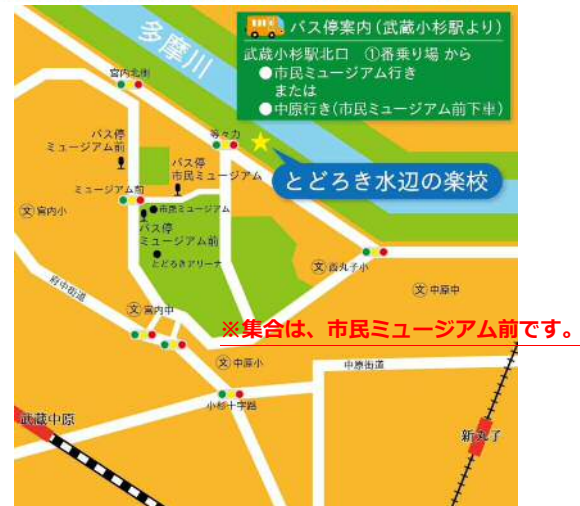 バス停案内(武蔵小杉駅より)
武蔵小杉駅北口 ①番乗り場 から
●市民ミュージアム行き
または
●中原行き(市民ミュージアム前下車)
多摩川
宮内北側
バス停
ミュージアム前
等々力
バス停
市民ミュージアム
とどろき水辺の楽校
ミュージアム前
文 宮内小
市民ミュージアム
バス停
ミュージアム前
とどろきアリーナ
文 西丸子小
文 中原中
府中街道
文 宮内中
※集合は、市民ミュージアム前です。
文 中原小
中原街道
小杉十字路
武蔵中原
新丸子